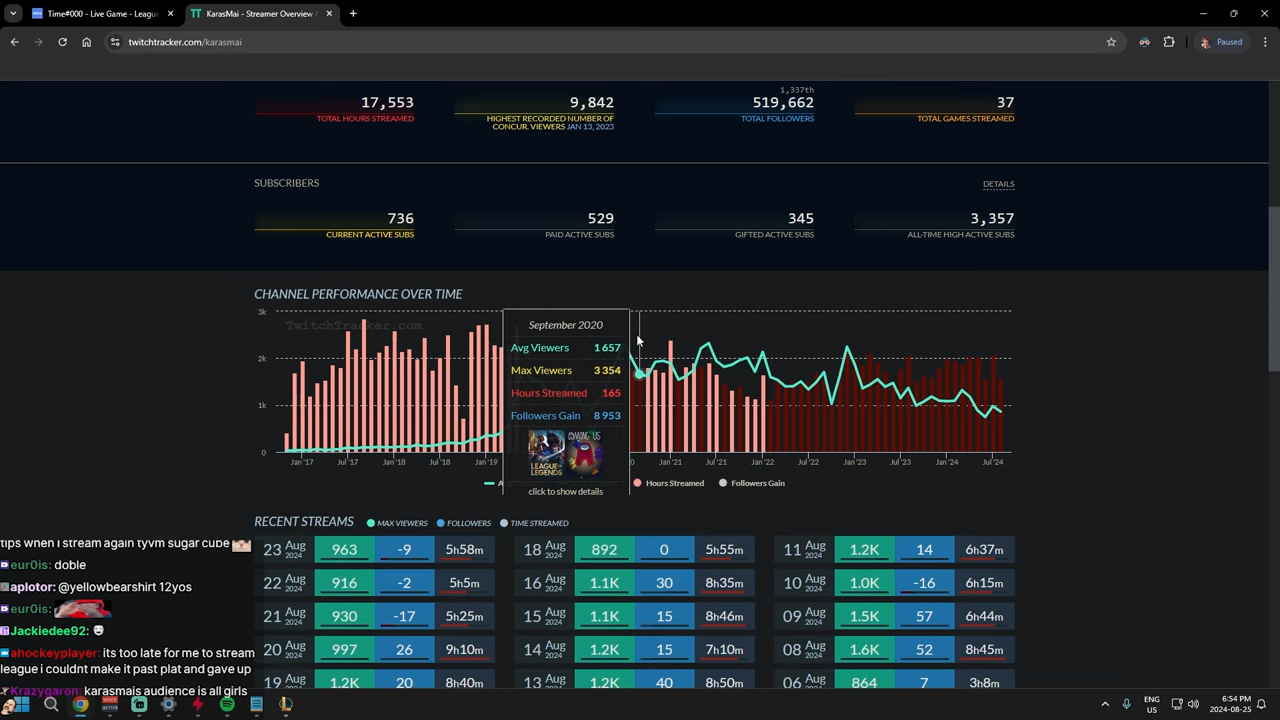 Time#000 - Live Game - Leagu
KarasMai - Streamer Overview (
twitchtracker.com/karasmai
Paused
1,337th
17,553
9,842
519,662
37
TOTAL HOURS STREAMED
HIGHEST RECORDED NUMBER OF
CONCUR. VIEWERS JAN 13, 2023
TOTAL FOLLOWERS
TOTAL GAMES STREAMED
SUBSCRIBERS
DETAILS
736
529
345
3,357
CURRENT ACTIVE SUBS
PAID ACTIVE SUBS
GIFTED ACTIVE SUBS
ALL-TIME HIGH ACTIVE SUBS
CHANNEL PERFORMANCE OVER TIME
3k
TwitchTracker.com
2k
1k
0
September 2020
Avg Viewers 1 657
Max Viewers 3 354
Hours Streamed 165
Followers Gain 8 953
LEAGUE OF LEGENDS
AMONG US
click to show details
Jan '17 Jul '17 Jan '18 Jul '18 Jan '19 0 Jan '21 Jul '21 Jan '22 Jul '22 Jan '23 Jul '23 Jan '24 Jul '24
A
Hours Streamed
Followers Gain
RECENT STREAMS MAX VIEWERS FOLLOWERS TIME STREAMED
23 Aug 2024 963 -9 5h58m 18 Aug 2024 892 0 5h55m 11 Aug 2024 1.2K 14 6h37m
22 Aug 2024 916 -2 5h5m 16 Aug 2024 1.1K 30 8h35m 10 Aug 2024 1.0K -16 6h15m
21 Aug 2024 930 -17 5h25m 15 Aug 2024 1.1K 15 8h46m 09 Aug 2024 1.5K 57 6h44m
20 Aug 2024 997 26 9h10m 14 Aug 2024 1.2K 15 7h10m 08 Aug 2024 1.6K 52 8h45m
19 Aug 1.2K 20 8h40m 13 Aug 1.2K 40 8h50m 06 Aug 864 7 3h8m
tips when i stream again tyvm sugar cube
eur0is: doble
aplotor: @yellowbearshirt 12yos
eur0is:
Jackiedee92:
ahockeyplayer: its too late for me to stream
league i couldnt make it past plat and gave up
Krazygaron: karasmais audience is all girls
ENG
US
6:54 PM
2024-08-25